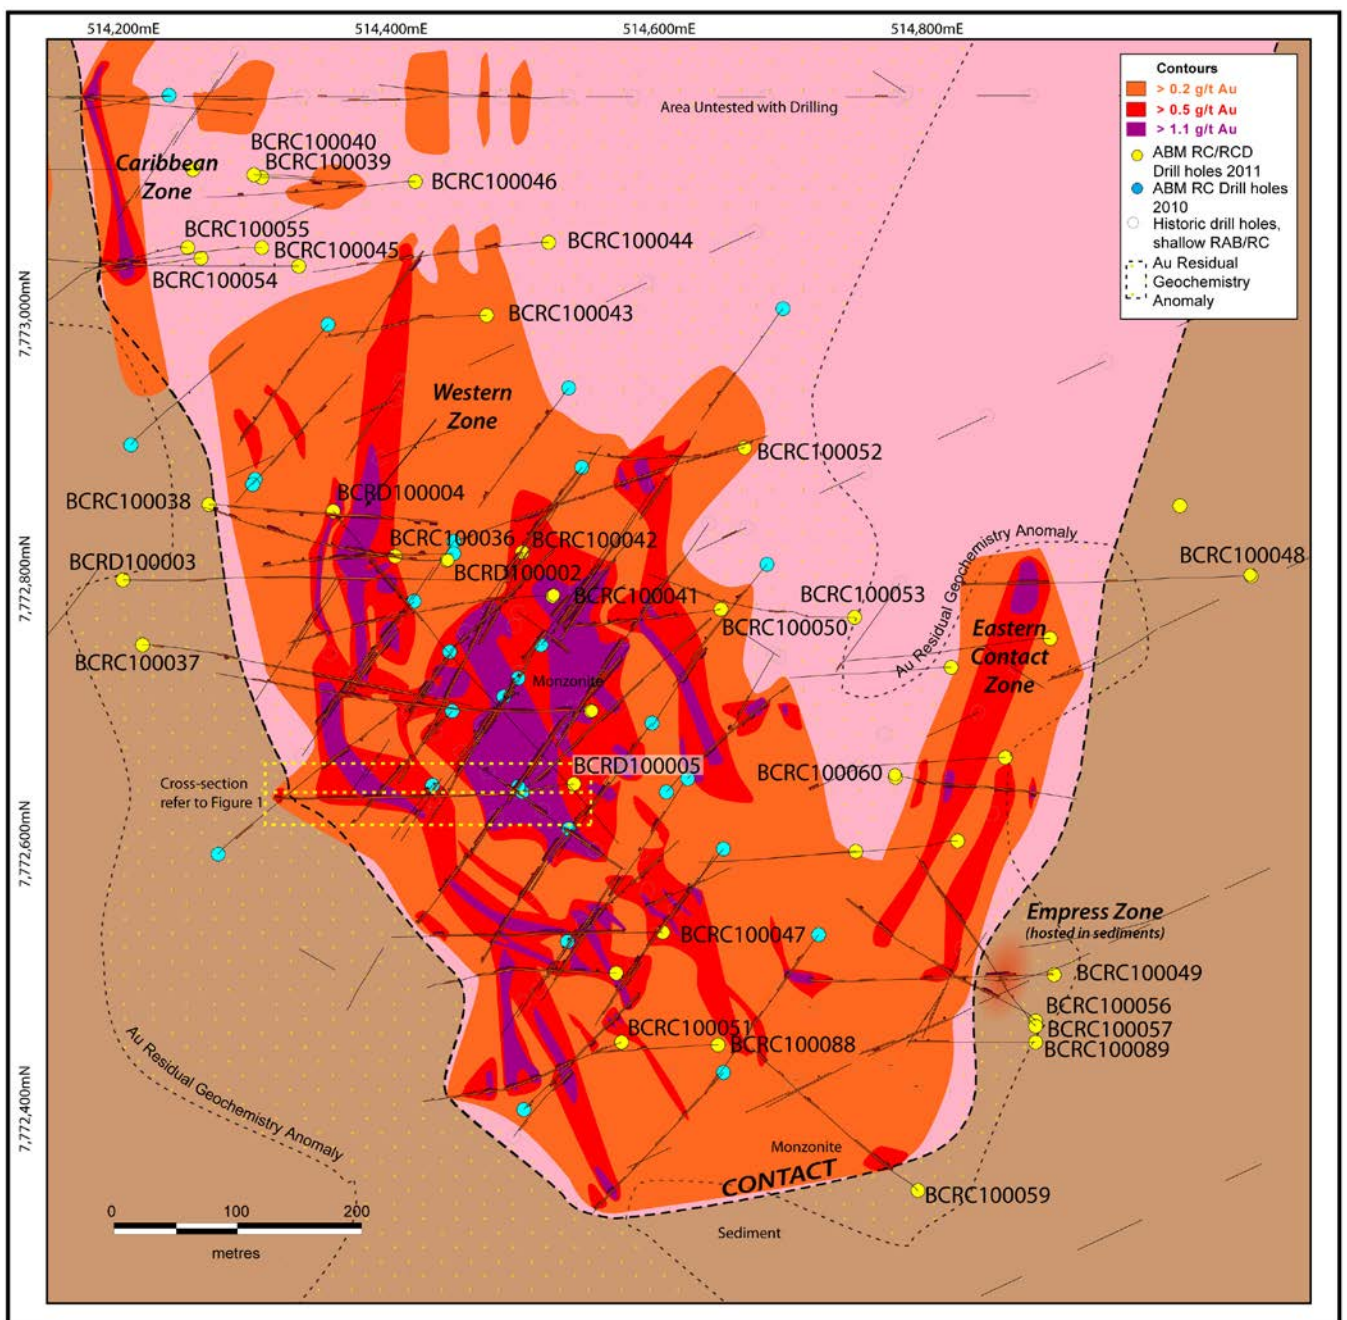 514,200mE
514,400mE
514,600mE
514,800mE
Contours
> 0.2 g/t Au
> 0.5 g/t Au
> 1.1 g/t Au
ABM RC/RCD
Drill holes 2011
ABM RC Drill holes
2010
Historic drill holes,
shallow RAB/RC
Au Residual
Geochemistry
Anomaly
Area Untested with Drilling
BCRC100040
BCRC100039
Caribbean
Zone
BCRC100046
BCRC100055
BCRC100045
BCRC100044
BCRC100054
7,773,000mN
BCRC100043
Western
Zone
BCRC100052
BCRD100004
BCRC100038
BCRC100036
BCRC100042
Au Residual Geochemistry Anomaly
BCRC100048
7,772,800mN
BCRD100003
BCRD100002
BCRC100041
BCRC100053
BCRC100050
Eastern
Contact
Zone
BCRC100037
Monzonite
BCRD100005
BCRC100060
Cross-section
refer to Figure 1
7,772,600mN
Empress Zone
(hosted in sediments)
BCRC100047
BCRC100049
BCRC100056
BCRC100051
BCRC100057
BCRC100088
BCRC100089
Au Residual Geochemistry Anomaly
7,772,400mN
Monzonite
CONTACT
BCRC100059
0
100
200
metres
Sediment